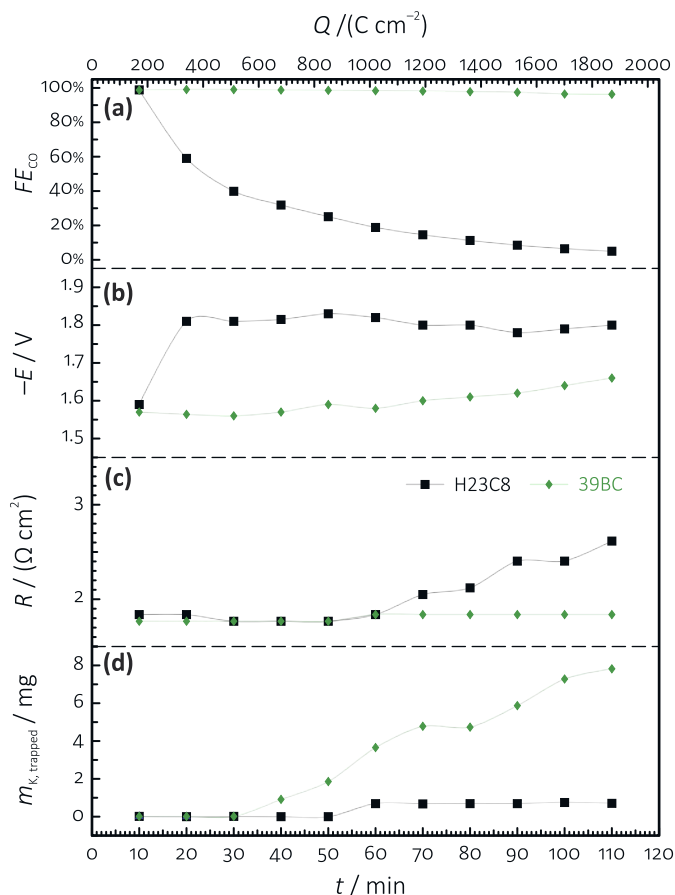 Q /(C cm⁻²)
0 200 400 600 800 1000 1200 1400 1600 1800 2000
(a)
FE_CO
100%
80%
60%
40%
20%
0%
(b)
−E / V
1.9
1.8
1.7
1.6
1.5
(c)
H23C8 39BC
R / (Ω cm²)
3
2
(d)
m_K, trapped / mg
8
6
4
2
0
0 10 20 30 40 50 60 70 80 90 100 110 120
t / min